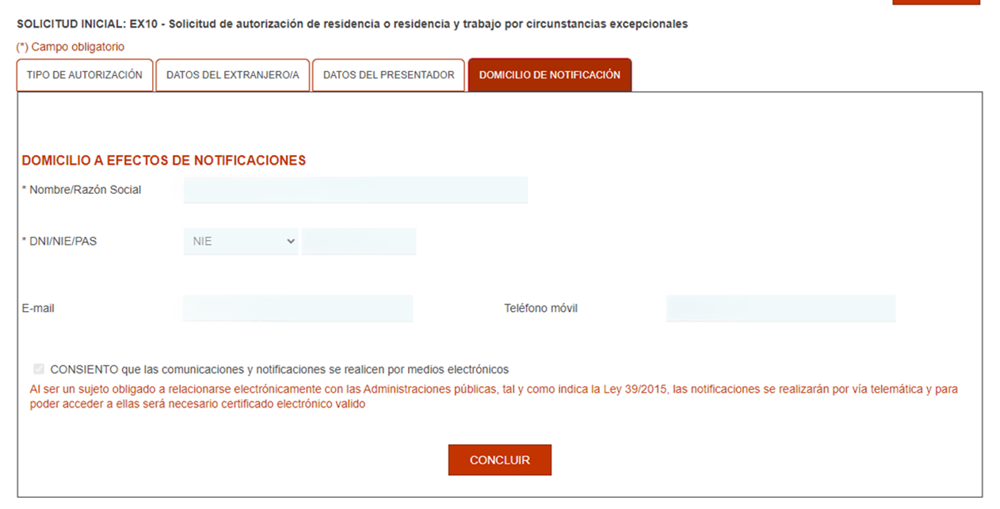 SOLICITUD INICIAL: EX10 - Solicitud de autorización de residencia o residencia y trabajo por circunstancias excepcionales
(*) Campo obligatorio
TIPO DE AUTORIZACIÓN DATOS DEL EXTRANJERO/A DATOS DEL PRESENTADOR DOMICILIO DE NOTIFICACIÓN
DOMICILIO A EFECTOS DE NOTIFICACIONES
* Nombre/Razón Social
* DNI/NIE/PAS NIE
E-mail Teléfono móvil
CONSIENTO que las comunicaciones y notificaciones se realicen por medios electrónicos
Al ser un sujeto obligado a relacionarse electrónicamente con las Administraciones públicas, tal y como indica la Ley 39/2015, las notificaciones se realizarán por vía telemática y para
poder acceder a ellas será necesario certificado electrónico valido
CONCLUIR